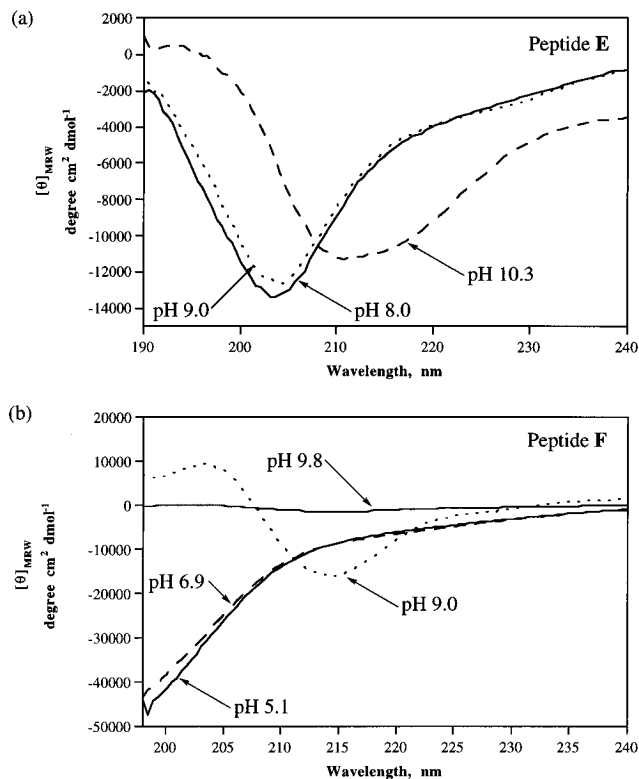 (a)
Peptide E
[θ]MRW
degree cm² dmol⁻¹
0
-2000
-4000
-6000
-8000
-10000
-12000
-14000
pH 10.3
pH 9.0
pH 8.0
190 200 210 220 230 240
Wavelength, nm
(b)
Peptide F
[θ]MRW
degree cm² dmol⁻¹
20000
10000
0
-10000
-20000
-30000
-40000
-50000
pH 9.8
pH 6.9
pH 9.0
pH 5.1
200 205 210 215 220 225 230 235 240
Wavelength, nm